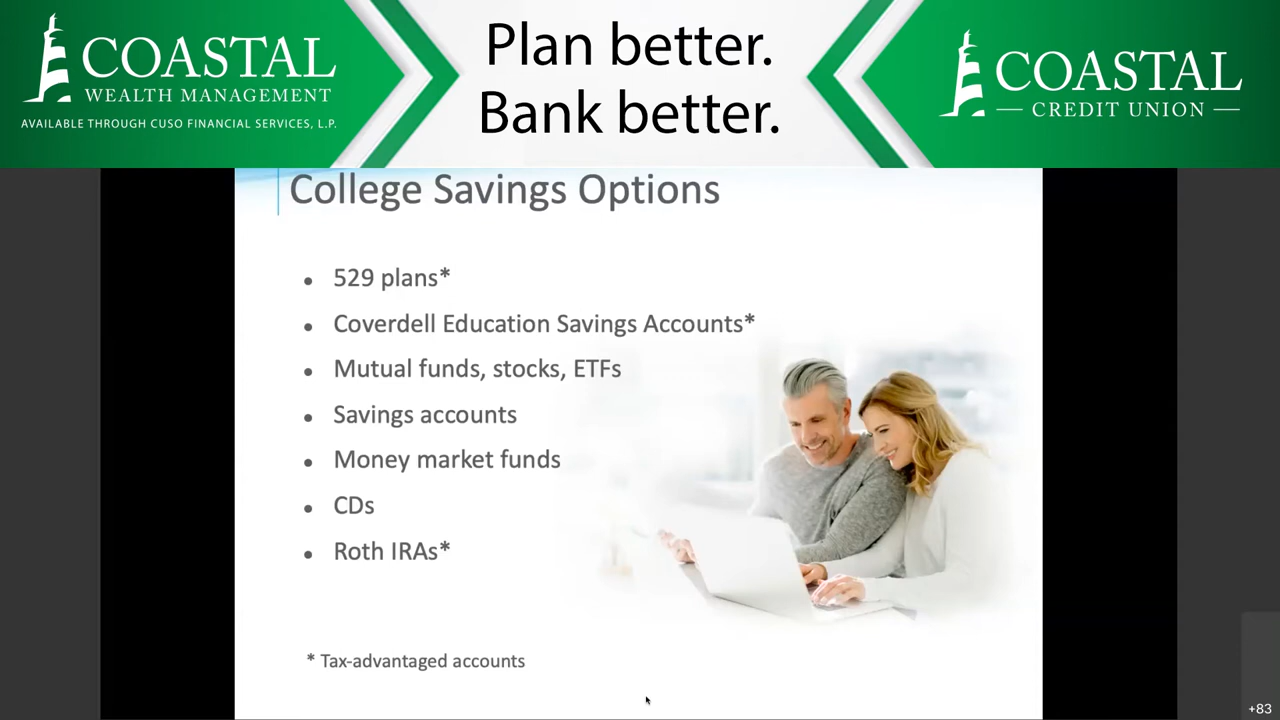 COASTAL
WEALTH MANAGEMENT
AVAILABLE THROUGH CUSO FINANCIAL SERVICES, L.P.
Plan better.
Bank better.
COASTAL
CREDIT UNION
College Savings Options
• 529 plans*
• Coverdell Education Savings Accounts*
• Mutual funds, stocks, ETFs
• Savings accounts
• Money market funds
• CDs
• Roth IRAs*
* Tax-advantaged accounts
+83